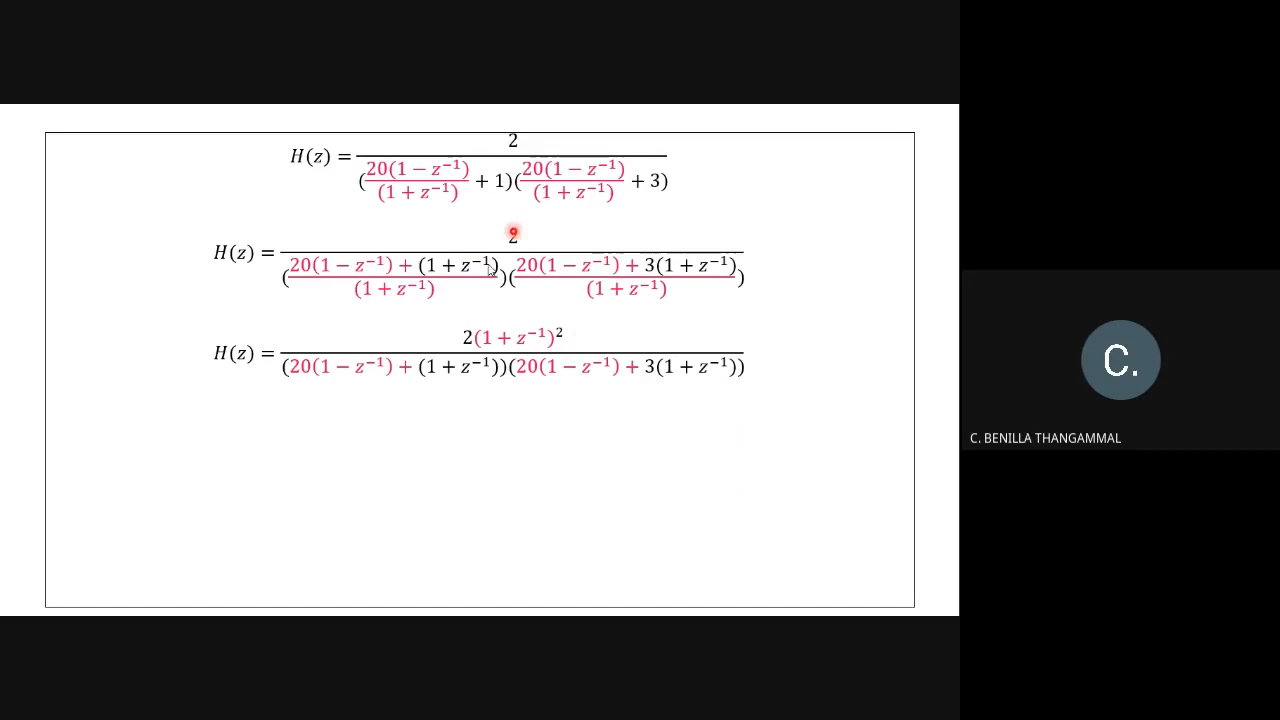 H(z) = 2 / ((20(1 − z⁻¹)/(1 + z⁻¹) + 1)(20(1 − z⁻¹)/(1 + z⁻¹) + 3))
H(z) = 2 / ((20(1 − z⁻¹) + (1 + z⁻¹)/(1 + z⁻¹))(20(1 − z⁻¹) + 3(1 + z⁻¹)/(1 + z⁻¹)))
H(z) = 2(1 + z⁻¹)² / ((20(1 − z⁻¹) + (1 + z⁻¹))(20(1 − z⁻¹) + 3(1 + z⁻¹)))
C.
C. BENILLA THANGAMMAL